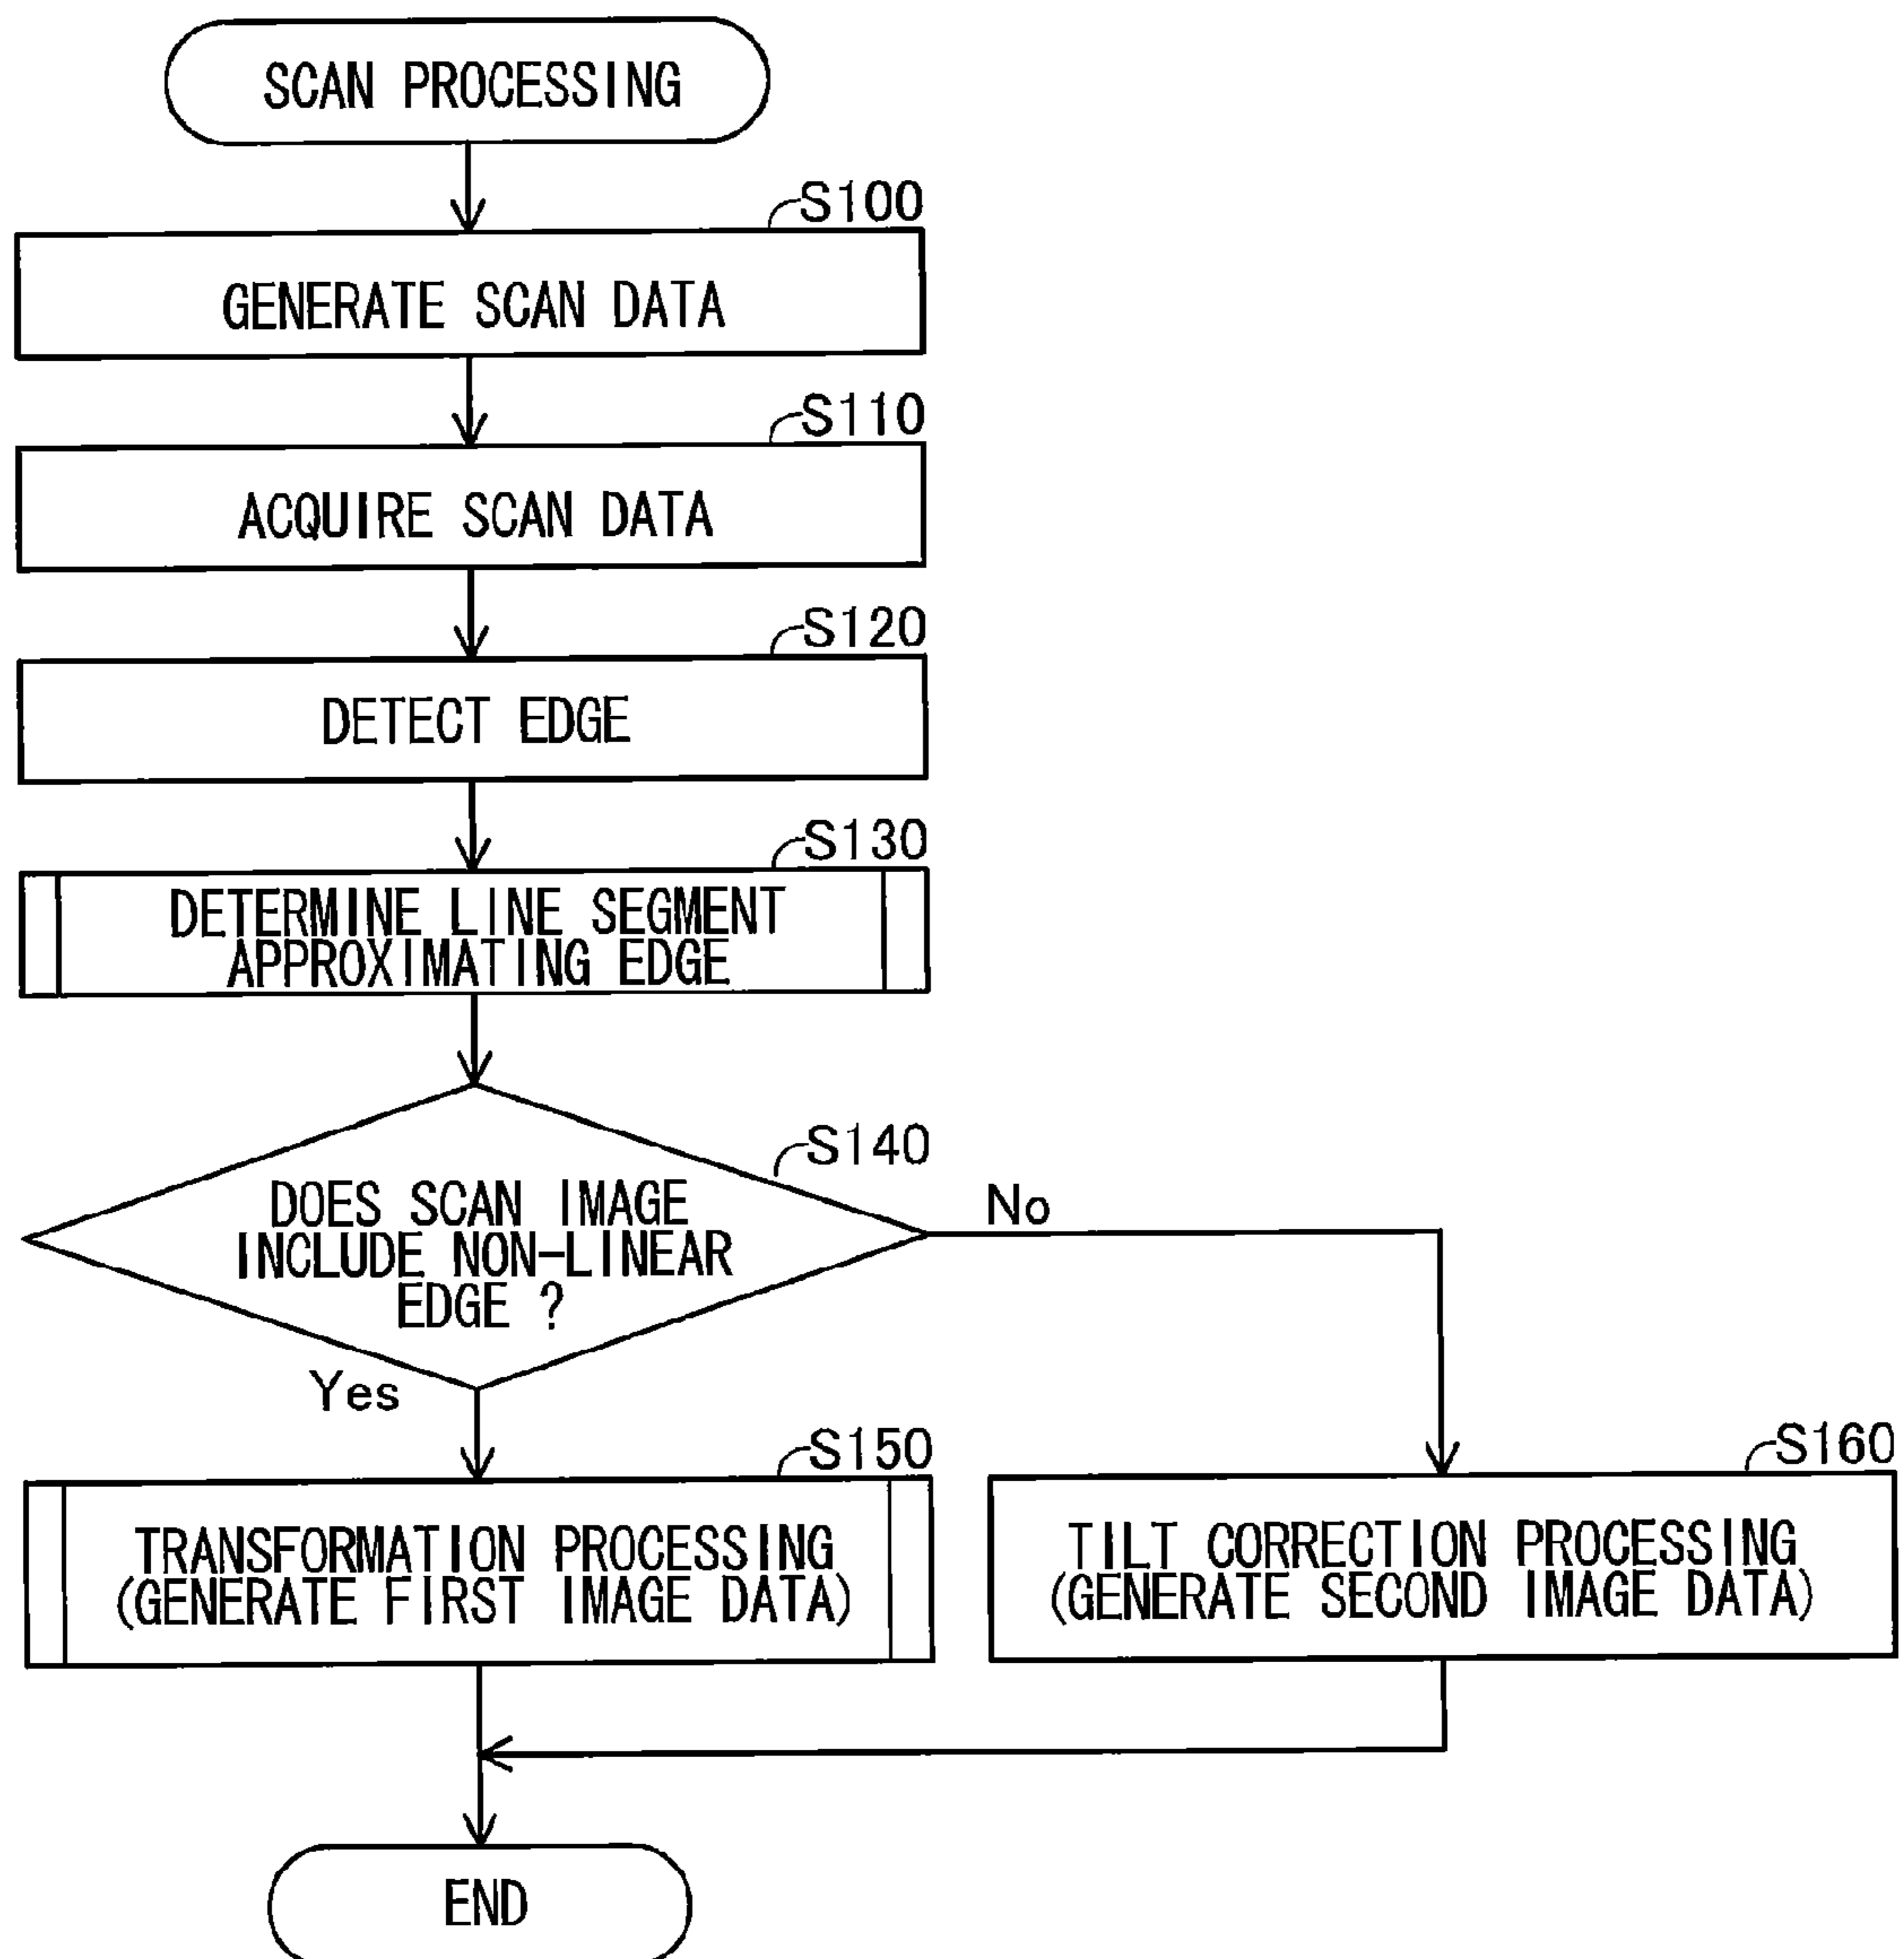 SCAN PROCESSING
S100
GENERATE SCAN DATA
S110
ACQUIRE SCAN DATA
S120
DETECT EDGE
S130
DETERMINE LINE SEGMENT
APPROXIMATING EDGE
S140
DOES SCAN IMAGE
INCLUDE NON-LINEAR
EDGE ?
No
Yes
S150
TRANSFORMATION PROCESSING
(GENERATE FIRST IMAGE DATA)
S160
TILT CORRECTION PROCESSING
(GENERATE SECOND IMAGE DATA)
END